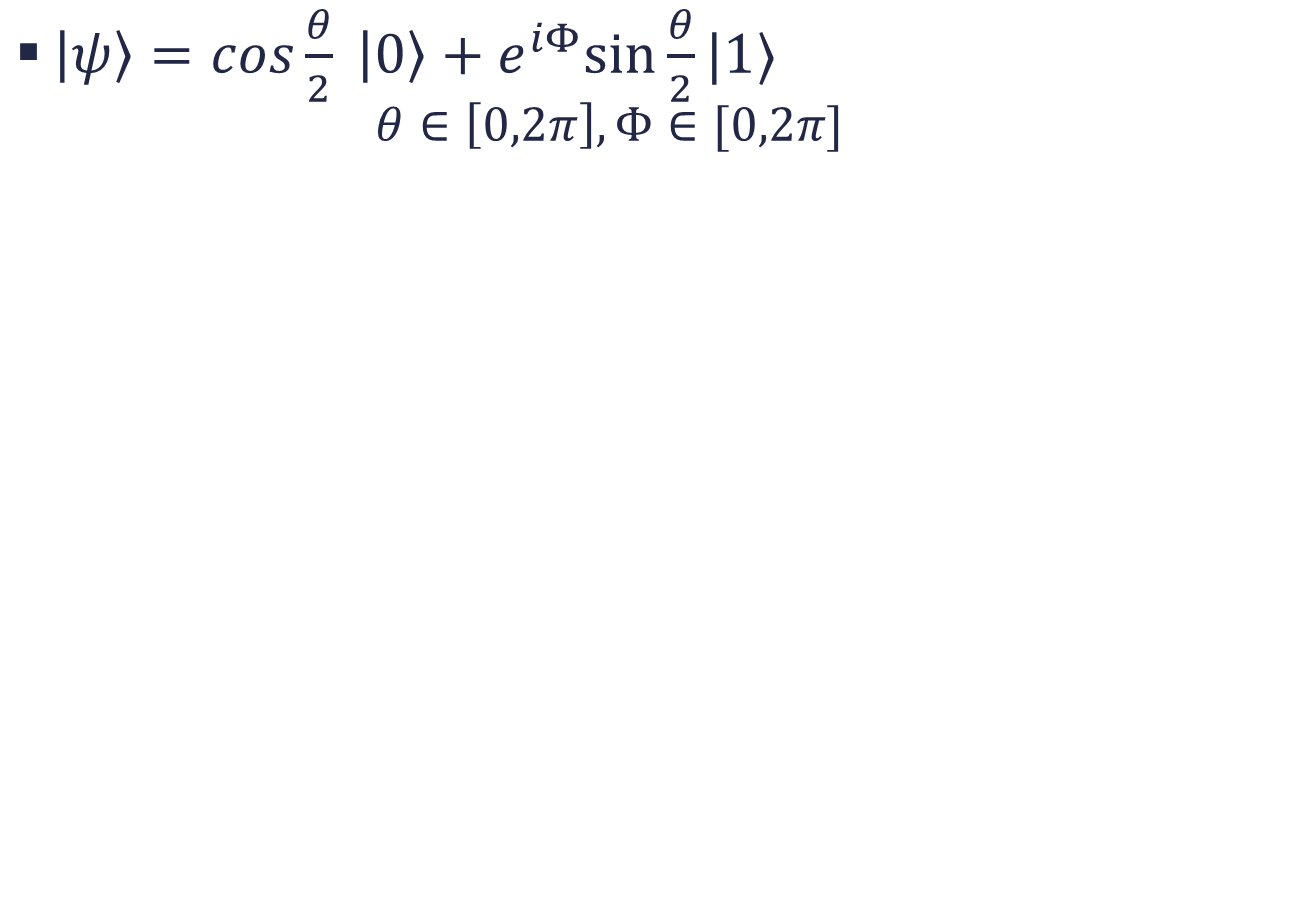 ▪ |ψ⟩ = cos θ/2 |0⟩ + e^{iΦ} sin θ/2 |1⟩
θ ∈ [0,2π], Φ ∈ [0,2π]